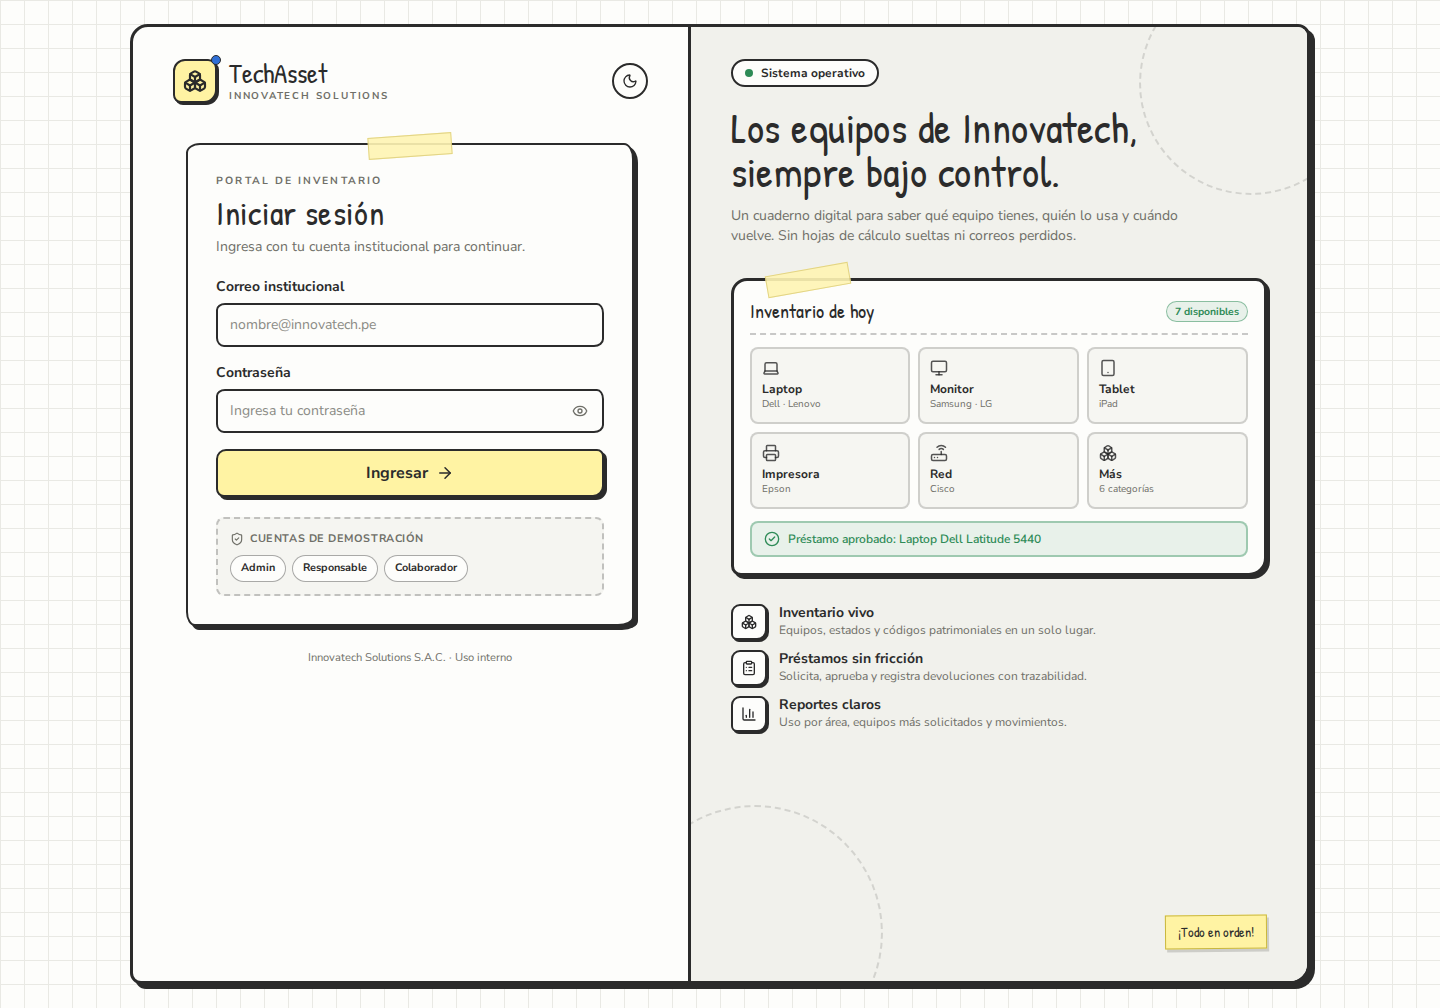 TechAsset
INNOVATECH SOLUTIONS
PORTAL DE INVENTARIO
Iniciar sesión
Ingresa con tu cuenta institucional para continuar.
Correo institucional
nombre@innovatech.pe
Contraseña
Ingresa tu contraseña
Ingresar
CUENTAS DE DEMOSTRACIÓN
Admin
Responsable
Colaborador
Innovatech Solutions S.A.C. · Uso interno
Sistema operativo
Los equipos de Innovatech,
siempre bajo control.
Un cuaderno digital para saber qué equipo tienes, quién lo usa y cuándo
vuelve. Sin hojas de cálculo sueltas ni correos perdidos.
Inventario de hoy
7 disponibles
Laptop
Dell · Lenovo
Monitor
Samsung · LG
Tablet
iPad
Impresora
Epson
Red
Cisco
Más
6 categorías
Préstamo aprobado: Laptop Dell Latitude 5440
Inventario vivo
Equipos, estados y códigos patrimoniales en un solo lugar.
Préstamos sin fricción
Solicita, aprueba y registra devoluciones con trazabilidad.
Reportes claros
Uso por área, equipos más solicitados y movimientos.
¡Todo en orden!